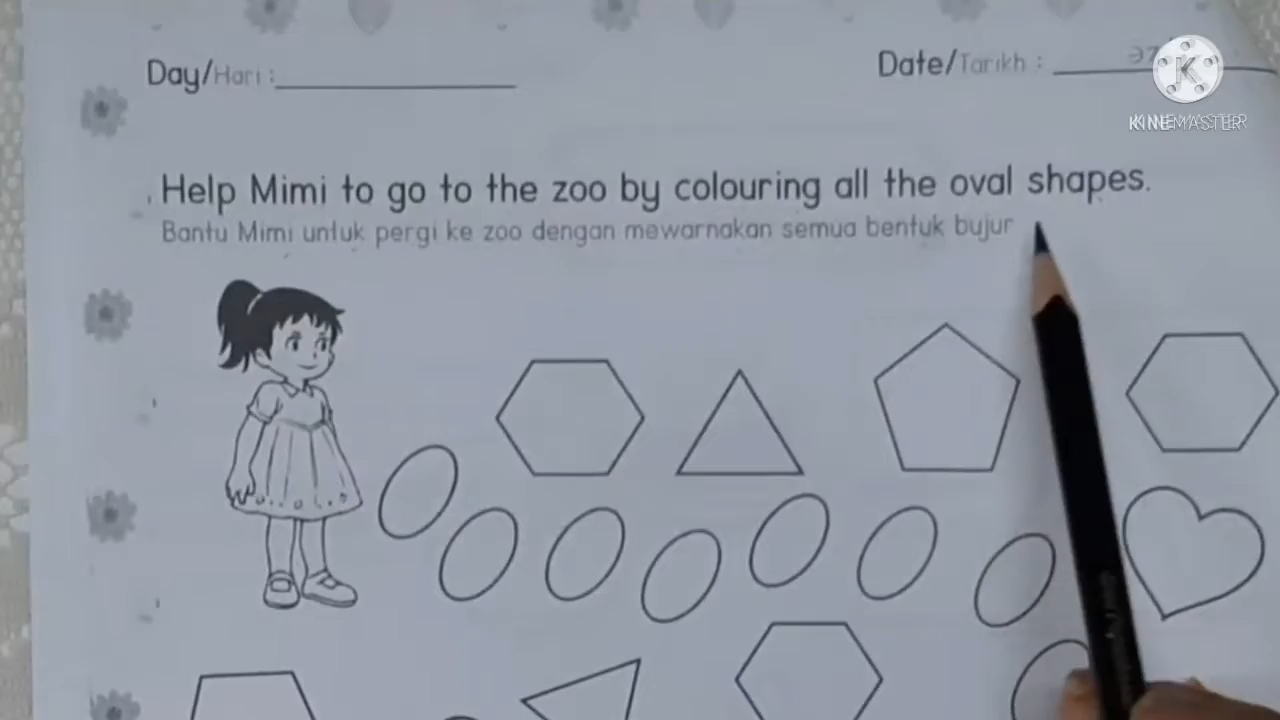 Day/Hari :
Date/Tarikh :
Help Mimi to go to the zoo by colouring all the oval shapes.
Bantu Mimi untuk pergi ke zoo dengan mewarnakan semua bentuk bujur
KINEMASTER